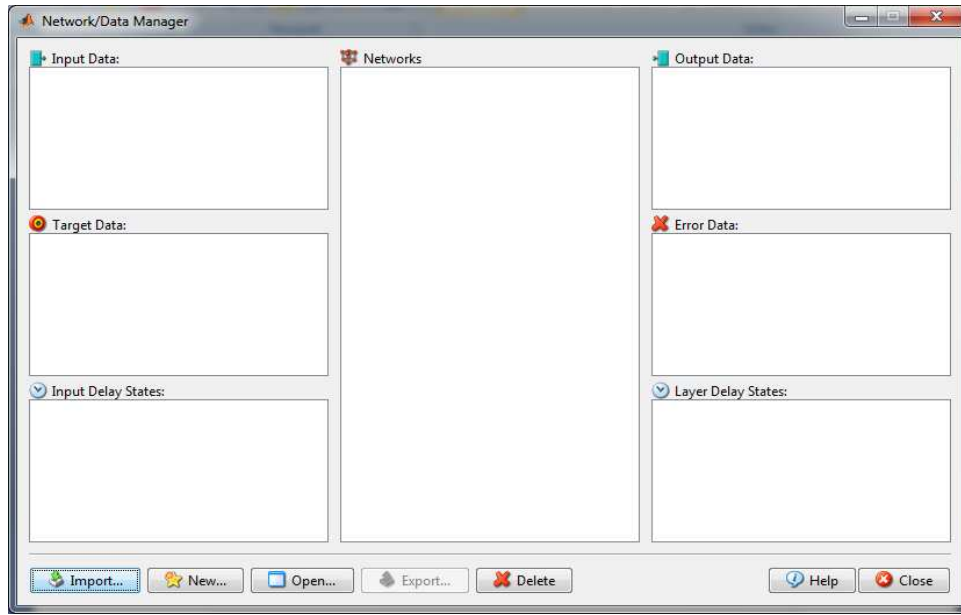 Network/Data Manager
Input Data:
Networks
Output Data:
Target Data:
Error Data:
Input Delay States:
Layer Delay States:
Import...
New...
Open...
Export...
Delete
Help
Close